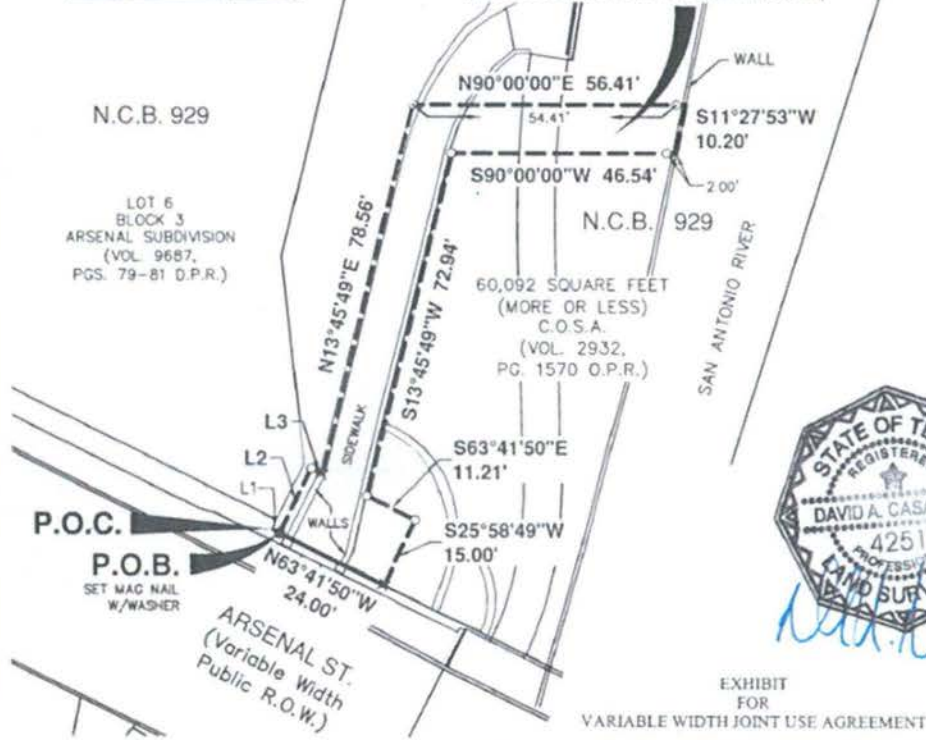 N.C.B. 929
LOT 6
BLOCK 3
ARSENAL SUBDIVISION
(VOL. 9687,
PGS. 79-81 D.P.R.)
N90°00'00"E 56.41'
54.41'
WALL
S11°27'53"W
10.20'
S90°00'00"W 46.54'
2.00'
N.C.B. 929
N13°45'49"E 78.56'
S13°45'49"W 72.94'
60,092 SQUARE FEET
(MORE OR LESS)
C.O.S.A.
(VOL. 2932,
PG. 1570 O.P.R.)
SAN ANTONIO RIVER
SIDEWALK
L3
L2
L1
S63°41'50"E
11.21'
WALLS
S25°58'49"W
15.00'
P.O.C.
P.O.B.
SET MAG NAIL
W/WASHER
N63°41'50"W
24.00'
ARSENAL ST.
(Variable Width
Public R.O.W.)
STATE OF
REGISTERE
DAVID A.
4251
LAND SUR
EXHIBIT
FOR
VARIABLE WIDTH JOINT USE AGREEMENT